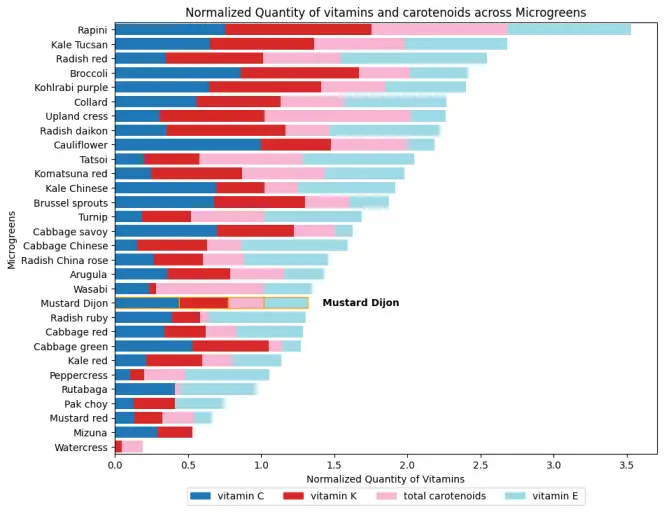 Normalized Quantity of vitamins and carotenoids across Microgreens
Microgreens
Rapini
Kale Tucsan
Radish red
Broccoli
Kohlrabi purple
Collard
Upland cress
Radish daikon
Cauliflower
Tatsoi
Komatsuna red
Kale Chinese
Brussel sprouts
Turnip
Cabbage savoy
Cabbage Chinese
Radish China rose
Arugula
Wasabi
Mustard Dijon
Mustard Dijon
Radish ruby
Cabbage red
Cabbage green
Kale red
Peppercress
Rutabaga
Pak choy
Mustard red
Mizuna
Watercress
0.0 0.5 1.0 1.5 2.0 2.5 3.0 3.5
Normalized Quantity of Vitamins
vitamin C vitamin K total carotenoids vitamin E